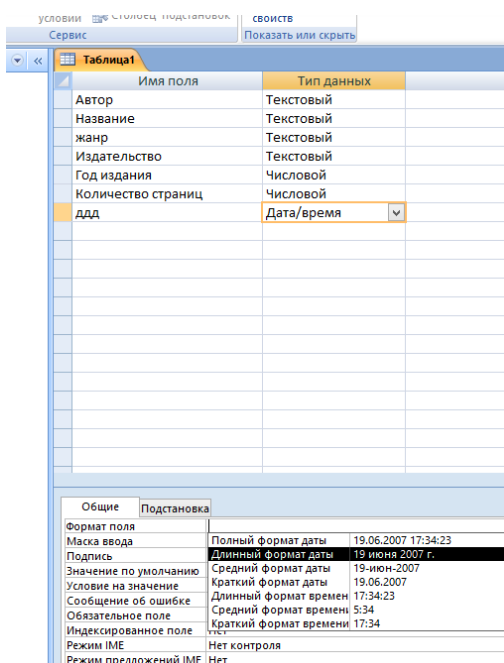 условии Столбец подстановок свойств
Сервис Показать или скрыть
« Таблица1
Имя поля Тип данных
Автор Текстовый
Название Текстовый
жанр Текстовый
Издательство Текстовый
Год издания Числовой
Количество страниц Числовой
ддд Дата/время
Общие Подстановка
Формат поля
Маска ввода Полный формат даты 19.06.2007 17:34:23
Подпись Длинный формат даты 19 июня 2007 г.
Значение по умолчанию Средний формат даты 19-июн-2007
Условие на значение Краткий формат даты 19.06.2007
Сообщение об ошибке Длинный формат времен 17:34:23
Обязательное поле Средний формат времени 5:34
Индексированное поле Краткий формат времени 17:34
Нет
Режим IME Нет контроля
Режим предложений IME Нет